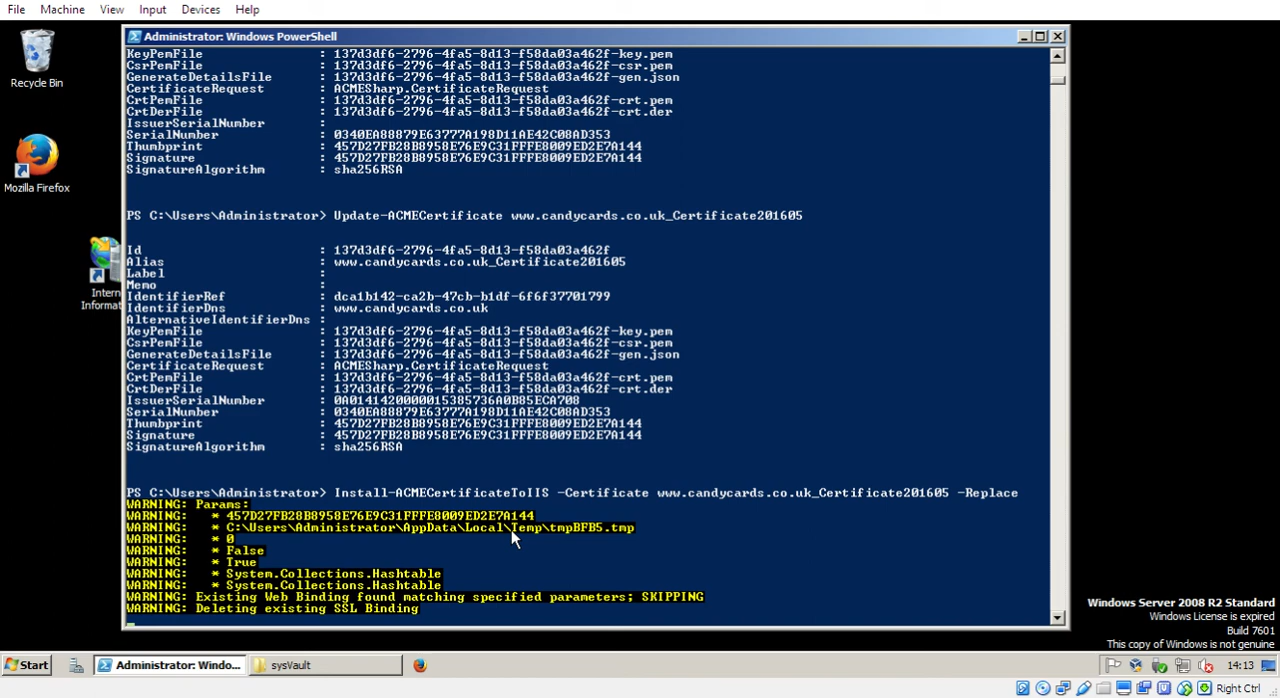 File Machine View Input Devices Help
Administrator: Windows PowerShell
Recycle Bin
Mozilla Firefox
Intern
Informat
KeyPemFile : 137d3df6-2796-4fa5-8d13-f58da03a462f-key.pem
CsrPemFile : 137d3df6-2796-4fa5-8d13-f58da03a462f-csr.pem
GenerateDetailsFile : 137d3df6-2796-4fa5-8d13-f58da03a462f-gen.json
CertificateRequest : ACMESharp.CertificateRequest
CrtPemFile : 137d3df6-2796-4fa5-8d13-f58da03a462f-crt.pem
CrtDerFile : 137d3df6-2796-4fa5-8d13-f58da03a462f-crt.der
IssuerSerialNumber :
SerialNumber : 0340EA88879E63777A198D11AE42C08AD353
Thumbprint : 457D27FB28B8958E76E9C31FFFE8009ED2E7A144
Signature : 457D27FB28B8958E76E9C31FFFE8009ED2E7A144
SignatureAlgorithm : sha256RSA
PS C:\Users\Administrator> Update-ACMECertificate www.candycards.co.uk_Certificate201605
Id : 137d3df6-2796-4fa5-8d13-f58da03a462f
Alias : www.candycards.co.uk_Certificate201605
Label :
Memo :
IdentifierRef : dca1b142-ca2b-47cb-b1df-6f6f37701799
IdentifierDns : www.candycards.co.uk
AlternativeIdentifierDns :
KeyPemFile : 137d3df6-2796-4fa5-8d13-f58da03a462f-key.pem
CsrPemFile : 137d3df6-2796-4fa5-8d13-f58da03a462f-csr.pem
GenerateDetailsFile : 137d3df6-2796-4fa5-8d13-f58da03a462f-gen.json
CertificateRequest : ACMESharp.CertificateRequest
CrtPemFile : 137d3df6-2796-4fa5-8d13-f58da03a462f-crt.pem
CrtDerFile : 137d3df6-2796-4fa5-8d13-f58da03a462f-crt.der
IssuerSerialNumber : 0A0141420000015385736A0B85ECA708
SerialNumber : 0340EA88879E63777A198D11AE42C08AD353
Thumbprint : 457D27FB28B8958E76E9C31FFFE8009ED2E7A144
Signature : 457D27FB28B8958E76E9C31FFFE8009ED2E7A144
SignatureAlgorithm : sha256RSA
PS C:\Users\Administrator> Install-ACMECertificateToIIS -Certificate www.candycards.co.uk_Certificate201605 -Replace
WARNING: Params:
WARNING: * 457D27FB28B8958E76E9C31FFFE8009ED2E7A144
WARNING: * C:\Users\Administrator\AppData\Local\Temp\tmpBFB5.tmp
WARNING: * 0
WARNING: * False
WARNING: * True
WARNING: * System.Collections.Hashtable
WARNING: * System.Collections.Hashtable
WARNING: Existing Web Binding found matching specified parameters; SKIPPING
WARNING: Deleting existing SSL Binding
Windows Server 2008 R2 Standard
Windows License is expired
Build 7601
This copy of Windows is not genuine
Start
Administrator: Windo...
sysVault
14:13
Right Ctrl